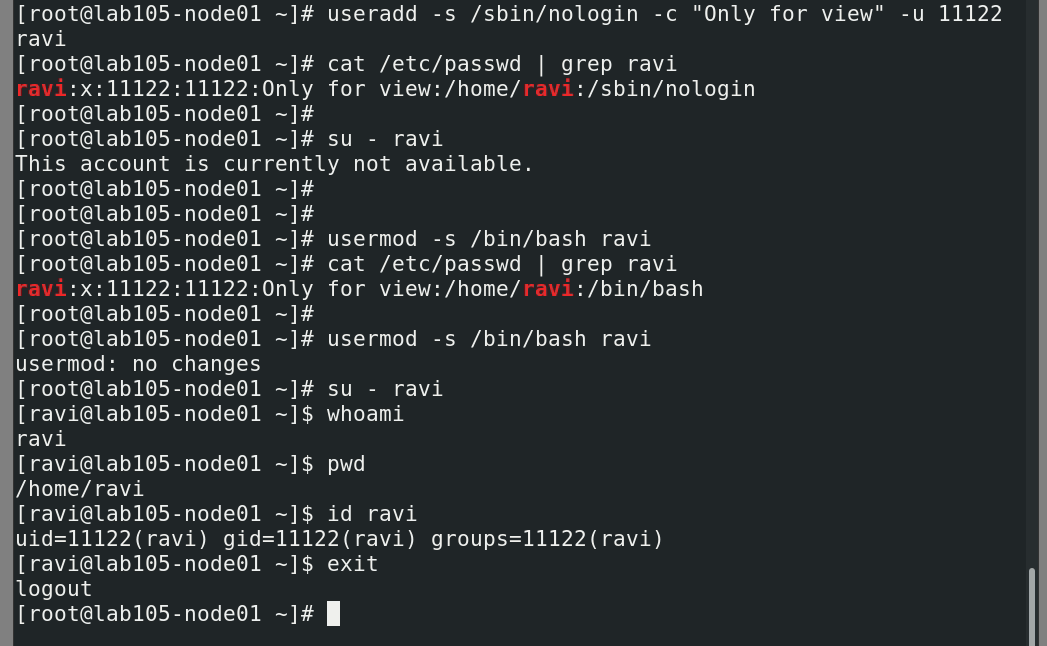 [root@lab105-node01 ~]# useradd -s /sbin/nologin -c "Only for view" -u 11122
ravi
[root@lab105-node01 ~]# cat /etc/passwd | grep ravi
ravi:x:11122:11122:Only for view:/home/ravi:/sbin/nologin
[root@lab105-node01 ~]#
[root@lab105-node01 ~]# su - ravi
This account is currently not available.
[root@lab105-node01 ~]#
[root@lab105-node01 ~]#
[root@lab105-node01 ~]# usermod -s /bin/bash ravi
[root@lab105-node01 ~]# cat /etc/passwd | grep ravi
ravi:x:11122:11122:Only for view:/home/ravi:/bin/bash
[root@lab105-node01 ~]#
[root@lab105-node01 ~]# usermod -s /bin/bash ravi
usermod: no changes
[root@lab105-node01 ~]# su - ravi
[ravi@lab105-node01 ~]$ whoami
ravi
[ravi@lab105-node01 ~]$ pwd
/home/ravi
[ravi@lab105-node01 ~]$ id ravi
uid=11122(ravi) gid=11122(ravi) groups=11122(ravi)
[ravi@lab105-node01 ~]$ exit
logout
[root@lab105-node01 ~]#